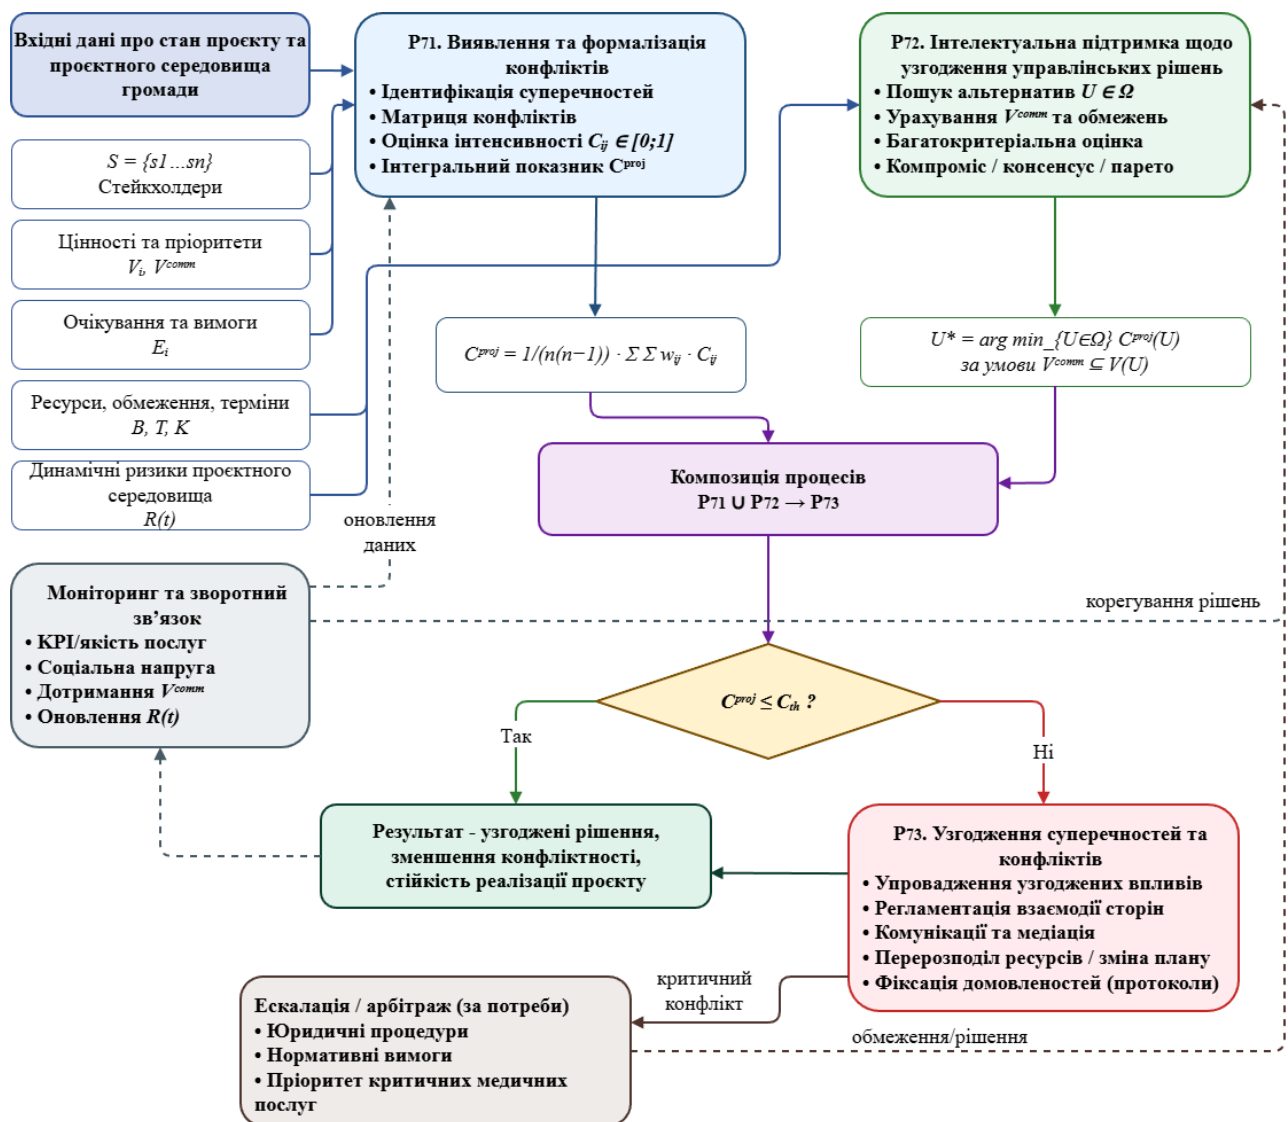 Вхідні дані про стан проєкту та
проєктного середовища
громади
S = {s1...sn}
Стейкхолдери
Цінності та пріоритети
Vᵢ, Vᶜᵒᵐᵐ
Очікування та вимоги
Eᵢ
Ресурси, обмеження, терміни
B, T, K
Динамічні ризики проєктного
середовища
R(t)
P71. Виявлення та формалізація
конфліктів
• Ідентифікація суперечностей
• Матриця конфліктів
• Оцінка інтенсивності Cᵢⱼ ∈ [0;1]
• Інтегральний показник Cᵖʳᵒʲ
P72. Інтелектуальна підтримка щодо
узгодження управлінських рішень
• Пошук альтернатив U ∈ Ω
• Урахування Vᶜᵒᵐᵐ та обмежень
• Багатокритеріальна оцінка
• Компроміс / консенсус / парето
Cᵖʳᵒʲ = 1/(n(n−1)) · Σ Σ wᵢⱼ · Cᵢⱼ
U* = arg min_{U∈Ω} Cᵖʳᵒʲ(U)
за умови Vᶜᵒᵐᵐ ⊆ V(U)
Композиція процесів
P71 ∪ P72 → P73
оновлення
даних
Моніторинг та зворотний
зв’язок
• KPI/якість послуг
• Соціальна напруга
• Дотримання Vᶜᵒᵐᵐ
• Оновлення R(t)
корегування рішень
Cᵖʳᵒʲ ≤ Cₜₕ ?
Так
Ні
Результат - узгоджені рішення,
зменшення конфліктності,
стійкість реалізації проєкту
P73. Узгодження суперечностей та
конфліктів
• Упровадження узгоджених впливів
• Регламентація взаємодії сторін
• Комунікації та медіація
• Перерозподіл ресурсів / зміна плану
• Фіксація домовленостей (протоколи)
критичний
конфлікт
Ескалація / арбітраж (за потреби)
• Юридичні процедури
• Нормативні вимоги
• Пріоритет критичних медичних
послуг
обмеження/рішення